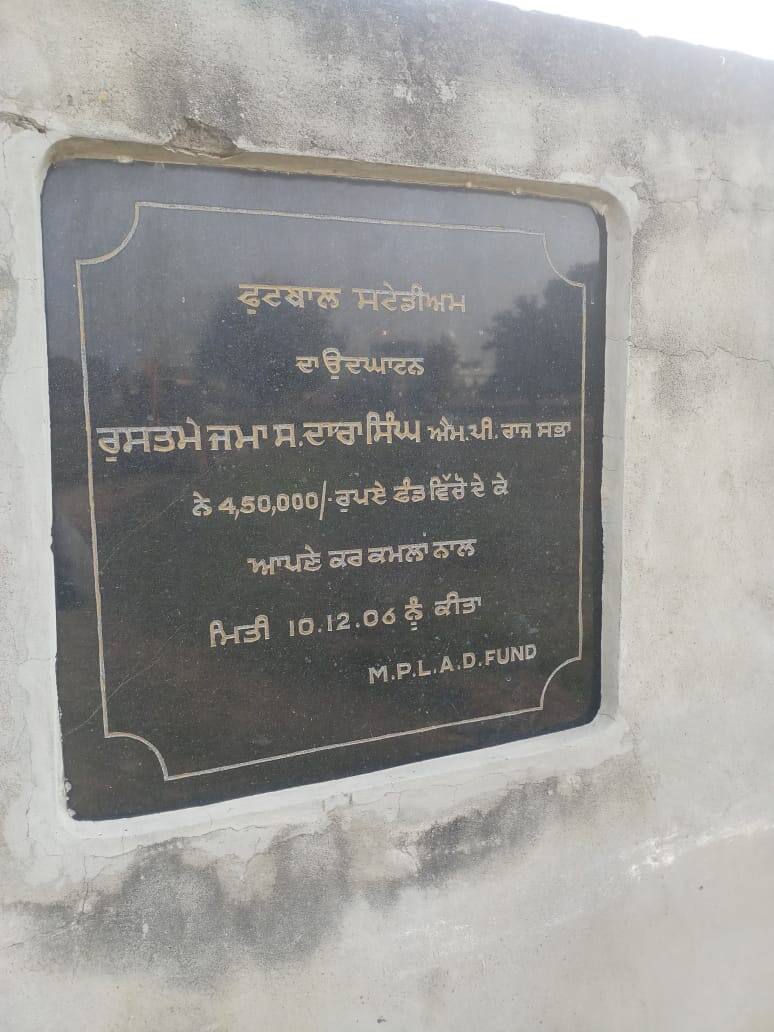 ਫੁਟਬਾਲ ਸਟੇਡੀਅਮ
ਦਾ ਉਦਘਾਟਨ
ਰੁਸਤਮੇ ਜਮਾ ਸ.ਦਾਰਾ ਸਿੰਘ ਐਮ.ਪੀ. ਰਾਜ ਸਭਾ
ਨੇ 4,50,000/- ਰੁਪਏ ਫੰਡ ਵਿੱਚੋ ਦੇ ਕੇ
ਆਪਣੇ ਕਰ ਕਮਲਾਂ ਨਾਲ
ਮਿਤੀ 10.12.06 ਨੂੰ ਕੀਤਾ
M.P.L.A.D.FUND